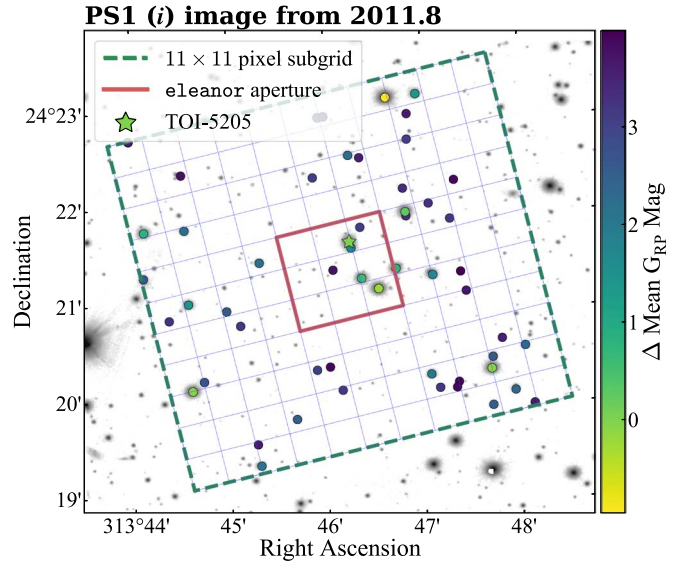 PS1 (i) image from 2011.8
11 × 11 pixel subgrid
eleanor aperture
TOI-5205
24°23'
22'
21'
20'
19'
Declination
313°44'
45'
46'
47'
48'
Right Ascension
3
2
1
0
Δ Mean G_RP Mag